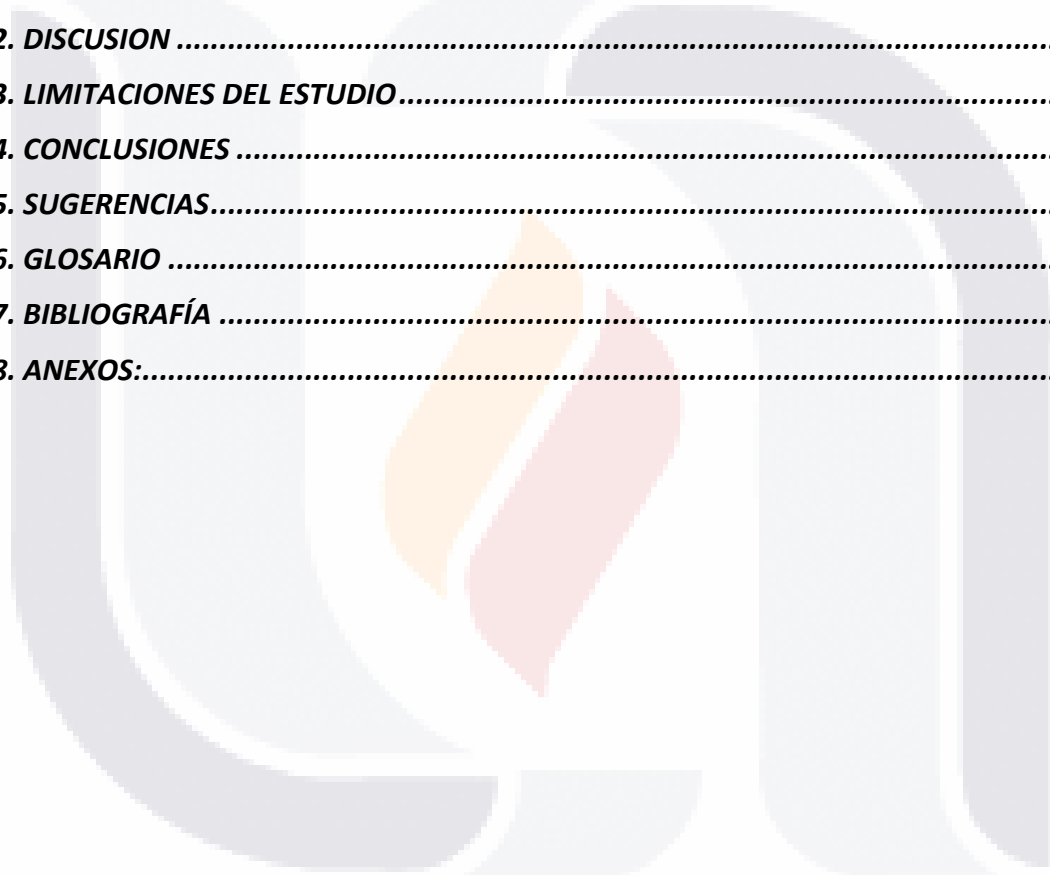 2. DISCUSION ..........................................................................................................
3. LIMITACIONES DEL ESTUDIO............................................................................
4. CONCLUSIONES ...............................................................................................
5. SUGERENCIAS..................................................................................................
6. GLOSARIO .......................................................................................................
7. BIBLIOGRAFÍA .................................................................................................
8. ANEXOS:..........................................................................................................